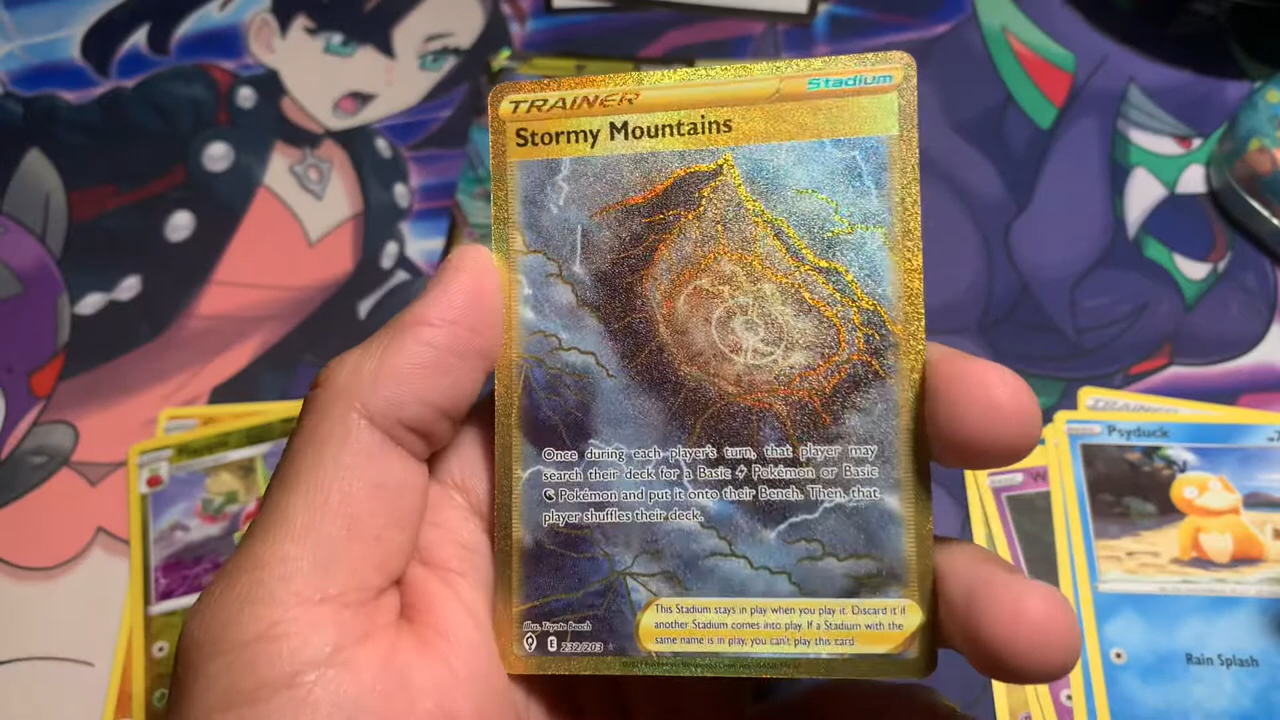 TRAINER
Stadium
Stormy Mountains
Once during each player's turn, that player may
search their deck for a Basic Pokémon or Basic
Pokémon and put it onto their Bench. Then, that
player shuffles their deck.
This Stadium stays in play when you play it. Discard it if
another Stadium comes into play. If a Stadium with the
same name is in play, you can't play this card
Illus. Teysto Beach
E 232/203
TRAINER
Psyduck
Rain Splash